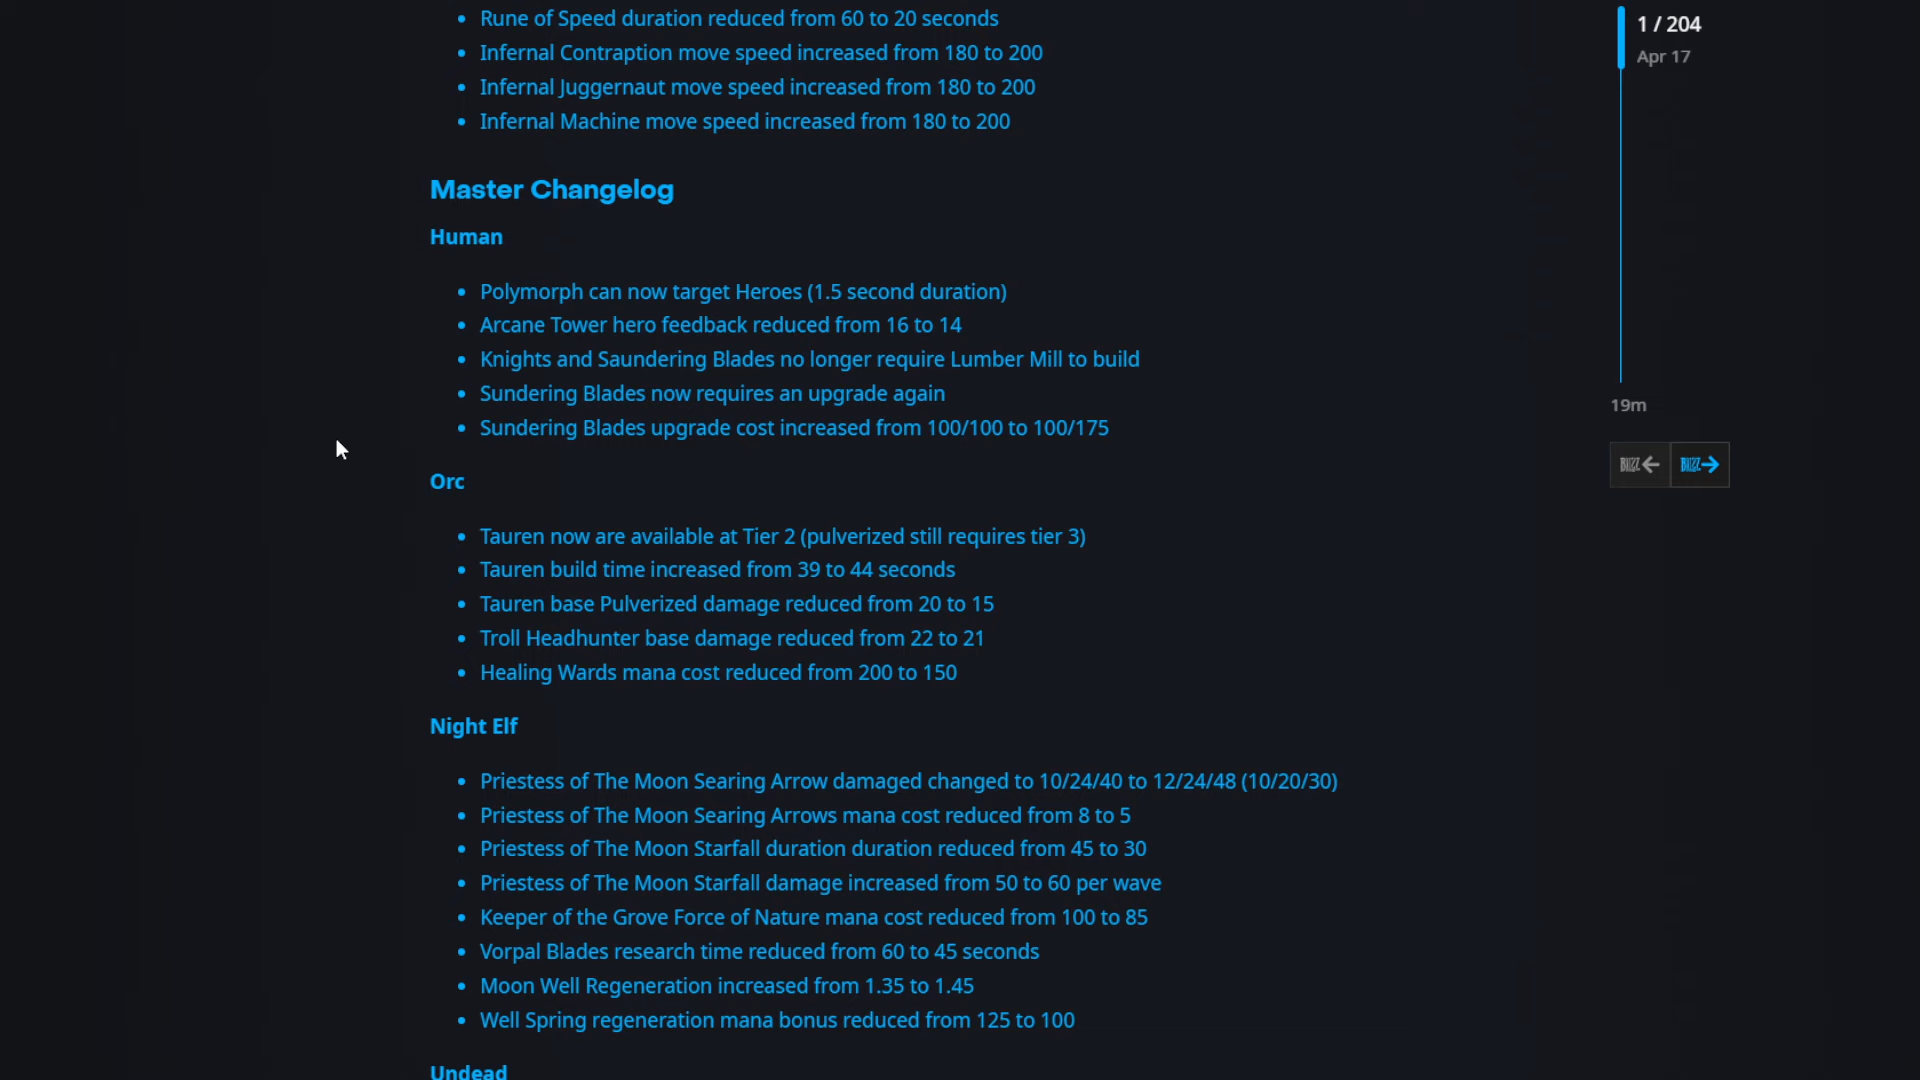 Rune of Speed duration reduced from 60 to 20 seconds
Infernal Contraption move speed increased from 180 to 200
Infernal Juggernaut move speed increased from 180 to 200
Infernal Machine move speed increased from 180 to 200
Master Changelog
Human
Polymorph can now target Heroes (1.5 second duration)
Arcane Tower hero feedback reduced from 16 to 14
Knights and Saundering Blades no longer require Lumber Mill to build
Sundering Blades now requires an upgrade again
Sundering Blades upgrade cost increased from 100/100 to 100/175
Orc
Tauren now are available at Tier 2 (pulverized still requires tier 3)
Tauren build time increased from 39 to 44 seconds
Tauren base Pulverized damage reduced from 20 to 15
Troll Headhunter base damage reduced from 22 to 21
Healing Wards mana cost reduced from 200 to 150
Night Elf
Priestess of The Moon Searing Arrow damaged changed to 10/24/40 to 12/24/48 (10/20/30)
Priestess of The Moon Searing Arrows mana cost reduced from 8 to 5
Priestess of The Moon Starfall duration duration reduced from 45 to 30
Priestess of The Moon Starfall damage increased from 50 to 60 per wave
Keeper of the Grove Force of Nature mana cost reduced from 100 to 85
Vorpal Blades research time reduced from 60 to 45 seconds
Moon Well Regeneration increased from 1.35 to 1.45
Well Spring regeneration mana bonus reduced from 125 to 100
Undead
1 / 204
Apr 17
19m
BLIZZ
BLIZZ